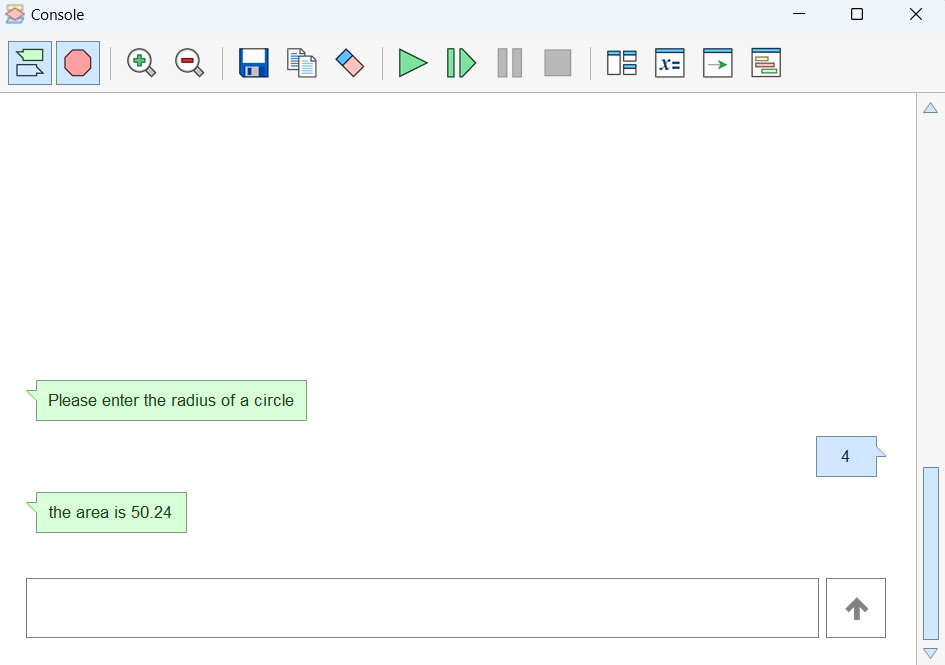 Console
x=
Please enter the radius of a circle
4
the area is 50.24